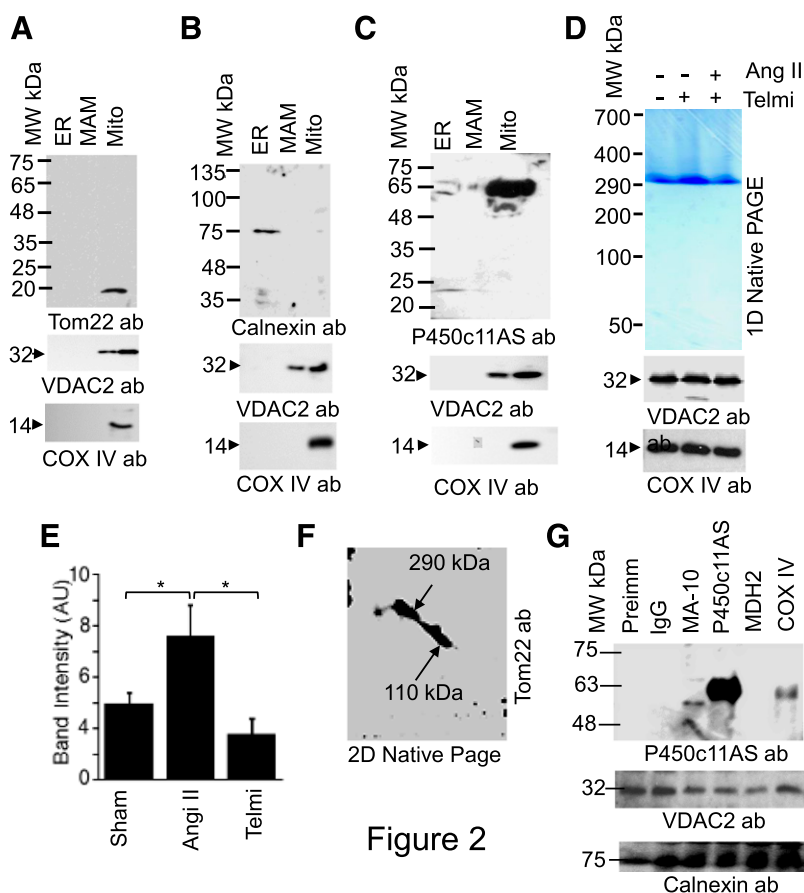 A
MW kDa
ER
MAM
Mito
75
65
48
35
25
20
Tom22 ab
32
VDAC2 ab
14
COX IV ab
B
MW kDa
ER
MAM
Mito
135
100
75
48
35
Calnexin ab
32
VDAC2 ab
14
COX IV ab
C
MW kDa
ER
MAM
Mito
75
65
48
35
25
20
P450c11AS ab
32
VDAC2 ab
14
COX IV ab
D
MW kDa
- - + Ang II
- + + Telmi
700
400
290
200
100
50
1D Native PAGE
32
VDAC2 ab
ab
14
COX IV ab
E
Band Intensity (AU)
10
8
6
4
2
0
* *
Sham
Angi II
Telmi
F
290 kDa
110 kDa
Tom22 ab
2D Native Page
G
MW kDa
Preimm
IgG
MA-10
P450c11AS
MDH2
COX IV
75
63
48
P450c11AS ab
32
VDAC2 ab
75
Calnexin ab
Figure 2